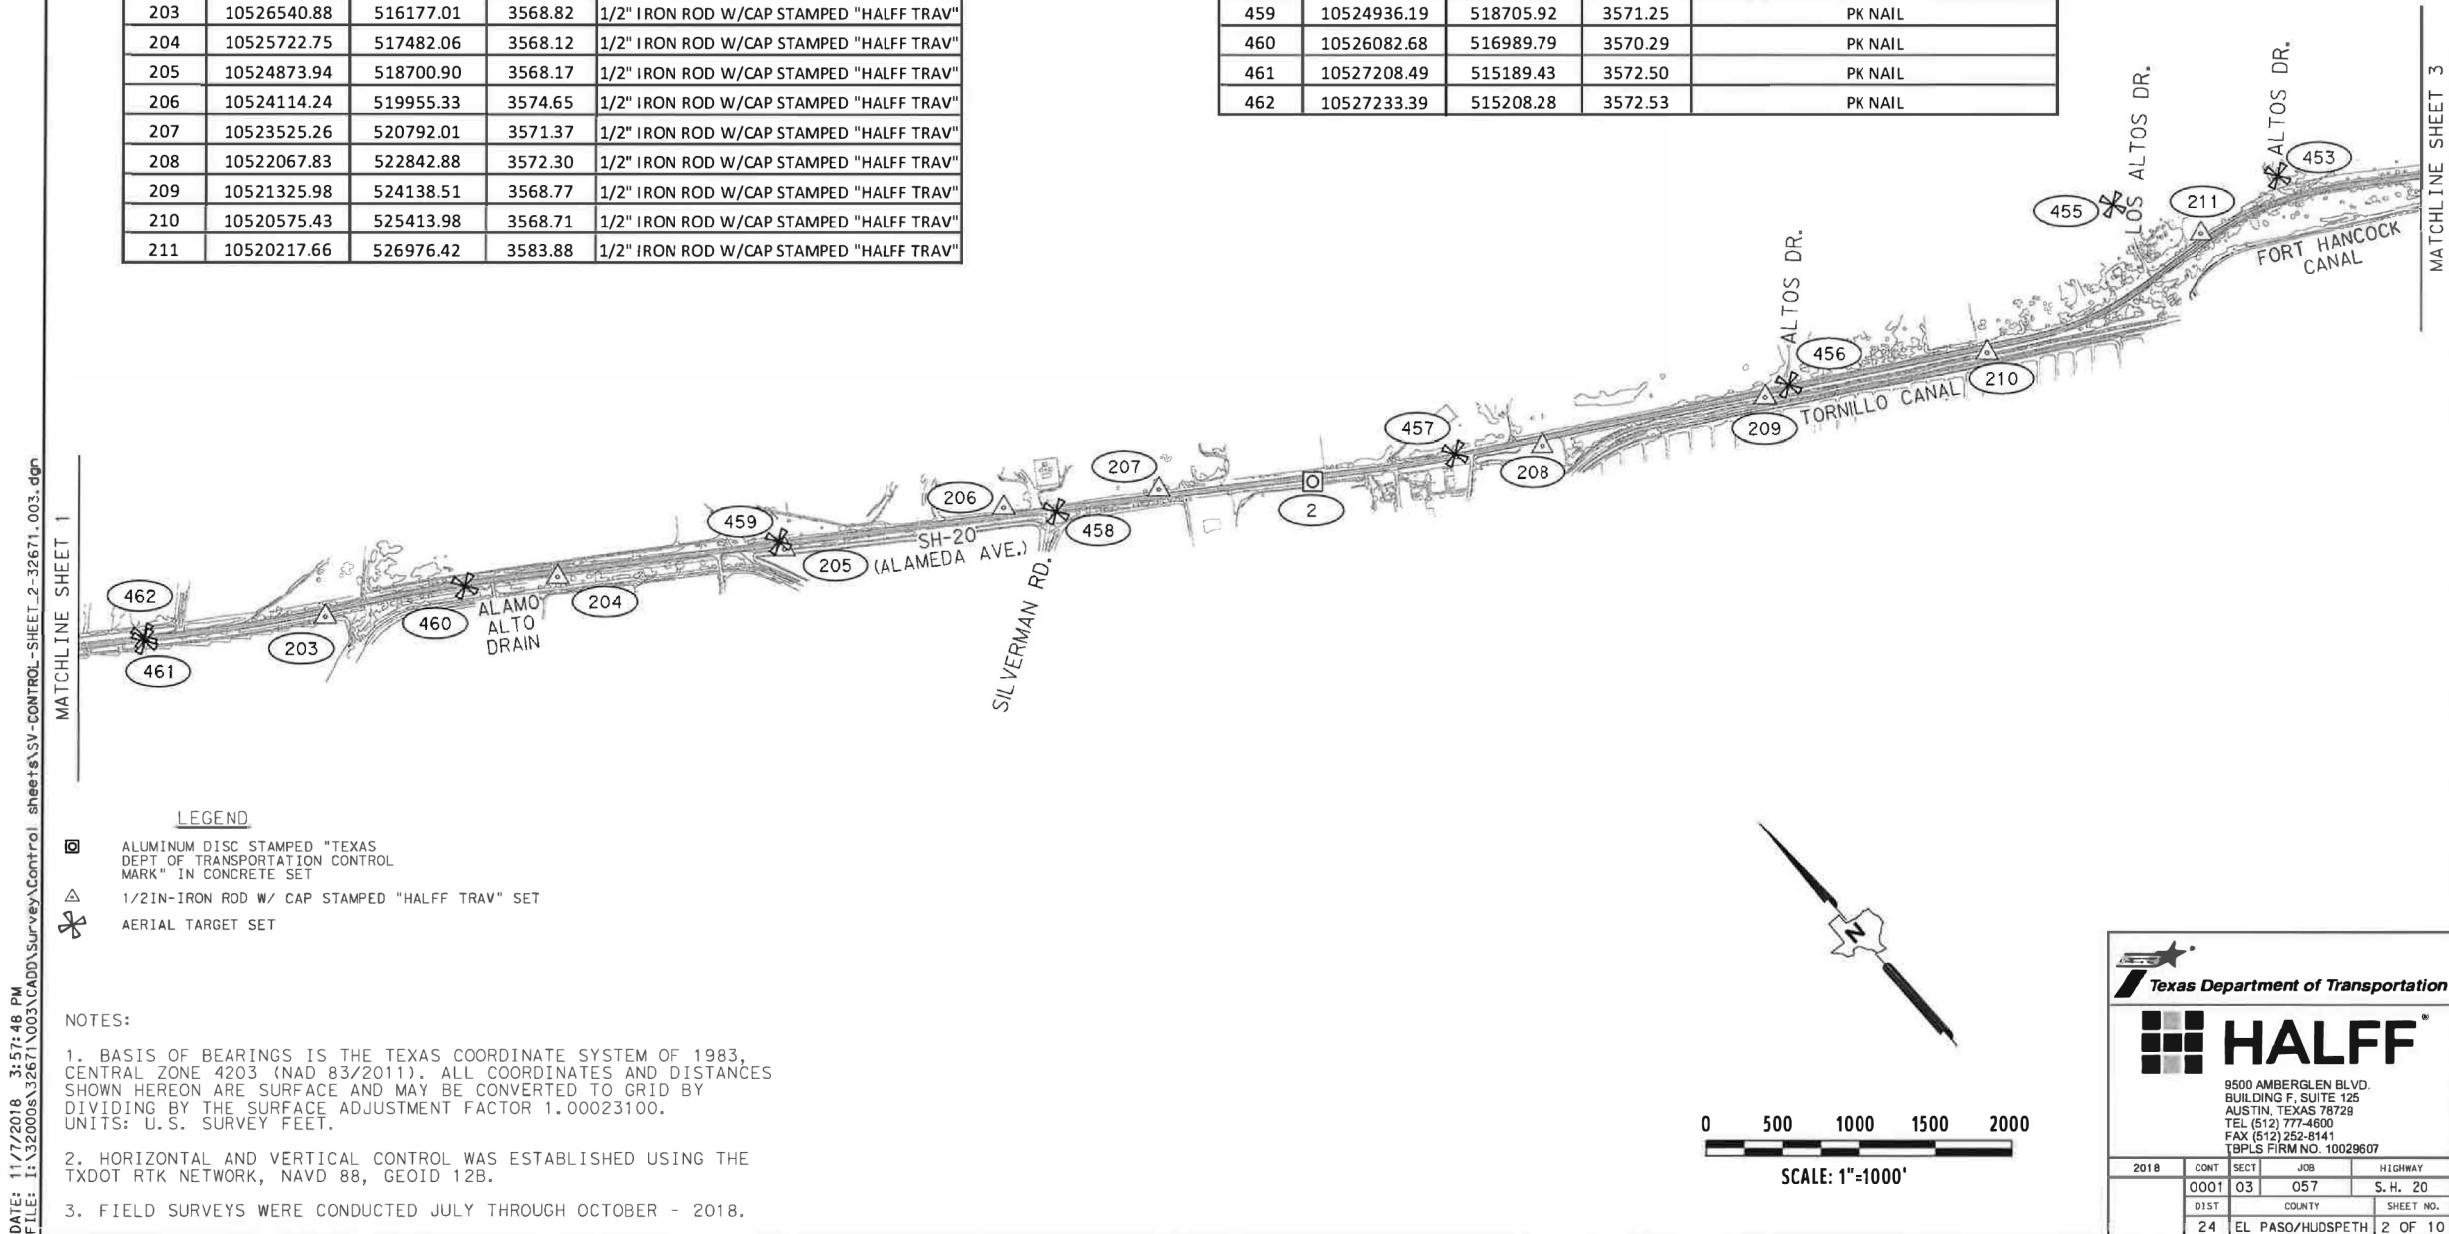 203 10526540.88 516177.01 3568.82 1/2" IRON ROD W/CAP STAMPED "HALFF TRAV"
204 10525722.75 517482.06 3568.12 1/2" IRON ROD W/CAP STAMPED "HALFF TRAV"
205 10524873.94 518700.90 3568.17 1/2" IRON ROD W/CAP STAMPED "HALFF TRAV"
206 10524114.24 519955.33 3574.65 1/2" IRON ROD W/CAP STAMPED "HALFF TRAV"
207 10523525.26 520792.01 3571.37 1/2" IRON ROD W/CAP STAMPED "HALFF TRAV"
208 10522067.83 522842.88 3572.30 1/2" IRON ROD W/CAP STAMPED "HALFF TRAV"
209 10521325.98 524138.51 3568.77 1/2" IRON ROD W/CAP STAMPED "HALFF TRAV"
210 10520575.43 525413.98 3568.71 1/2" IRON ROD W/CAP STAMPED "HALFF TRAV"
211 10520217.66 526976.42 3583.88 1/2" IRON ROD W/CAP STAMPED "HALFF TRAV"
459 10524936.19 518705.92 3571.25 PK NAIL
460 10526082.68 516989.79 3570.29 PK NAIL
461 10527208.49 515189.43 3572.50 PK NAIL
462 10527233.39 515208.28 3572.53 PK NAIL
MATCHLINE SHEET 1
462
461
203
460
ALAMO
ALTO
DRAIN
204
459
205
SH-20
(ALAMEDA AVE.)
206
458
SILVERMAN RD.
207
2
457
208
ALTOS DR.
456
209
TORNILLO CANAL
210
455
LOS ALTOS DR.
211
ALTOS DR.
453
FORT HANCOCK
CANAL
MATCHLINE SHEET 3
LEGEND
ALUMINUM DISC STAMPED "TEXAS
DEPT OF TRANSPORTATION CONTROL
MARK" IN CONCRETE SET
1/2IN-IRON ROD W/ CAP STAMPED "HALFF TRAV" SET
AERIAL TARGET SET
NOTES:
1. BASIS OF BEARINGS IS THE TEXAS COORDINATE SYSTEM OF 1983,
CENTRAL ZONE 4203 (NAD 83/2011). ALL COORDINATES AND DISTANCES
SHOWN HEREON ARE SURFACE AND MAY BE CONVERTED TO GRID BY
DIVIDING BY THE SURFACE ADJUSTMENT FACTOR 1.00023100.
UNITS: U.S. SURVEY FEET.
2. HORIZONTAL AND VERTICAL CONTROL WAS ESTABLISHED USING THE
TXDOT RTK NETWORK, NAVD 88, GEOID 12B.
3. FIELD SURVEYS WERE CONDUCTED JULY THROUGH OCTOBER - 2018.
DATE: 11/7/2018 3:57:48 PM
FILE: I:\32000s\32671\003\CADD\Survey\Control sheets\SV-CONTROL-SHEET_2-32671.003.dgn
N
0 500 1000 1500 2000
SCALE: 1"=1000'
Texas Department of Transportation
HALFF®
9500 AMBERGLEN BLVD.
BUILDING F, SUITE 125
AUSTIN, TEXAS 78729
TEL (512) 777-4600
FAX (512) 252-8141
TBPLS FIRM NO. 10029607
2018 CONT SECT JOB HIGHWAY
0001 03 057 S.H. 20
DIST COUNTY SHEET NO.
24 EL PASO/HUDSPETH 2 OF 10